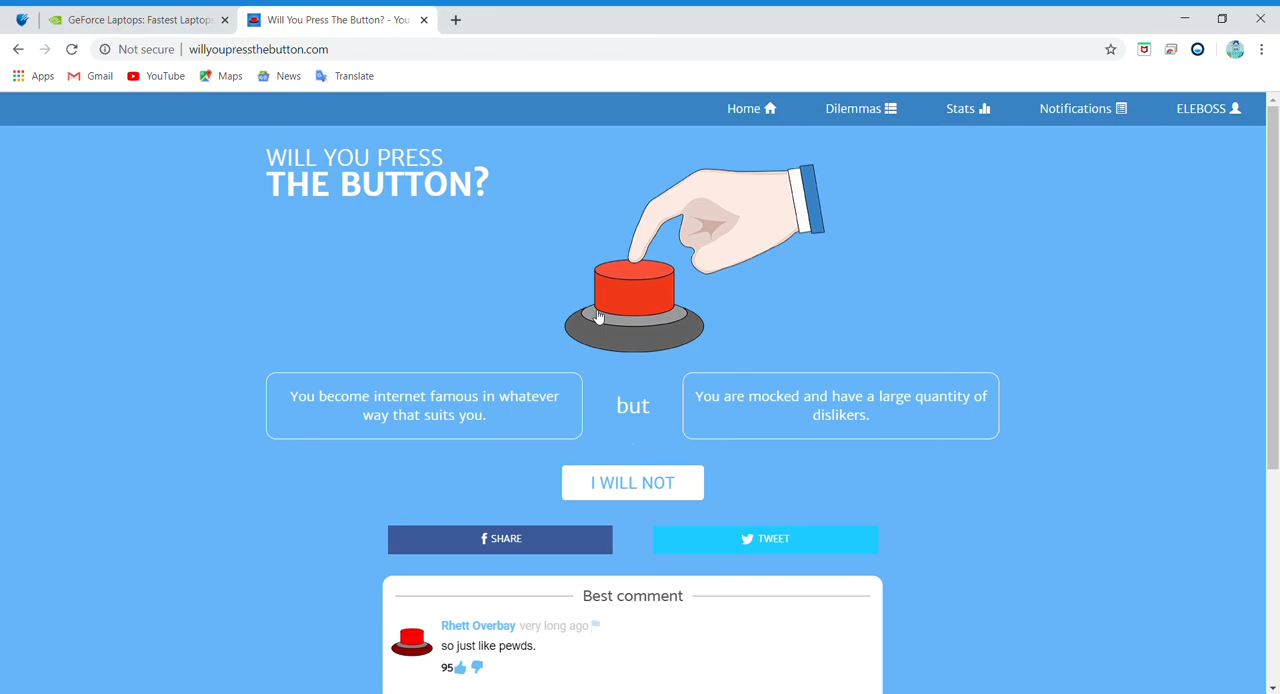 GeForce Laptops: Fastest Laptops
Will You Press The Button? - You
Not secure | willyoupressthebutton.com
Apps Gmail YouTube Maps News Translate
Home Dilemmas Stats Notifications ELEBOSS
WILL YOU PRESS
THE BUTTON?
You become internet famous in whatever
way that suits you.
but
You are mocked and have a large quantity of
dislikers.
I WILL NOT
SHARE TWEET
Best comment
Rhett Overbay very long ago
so just like pewds.
95